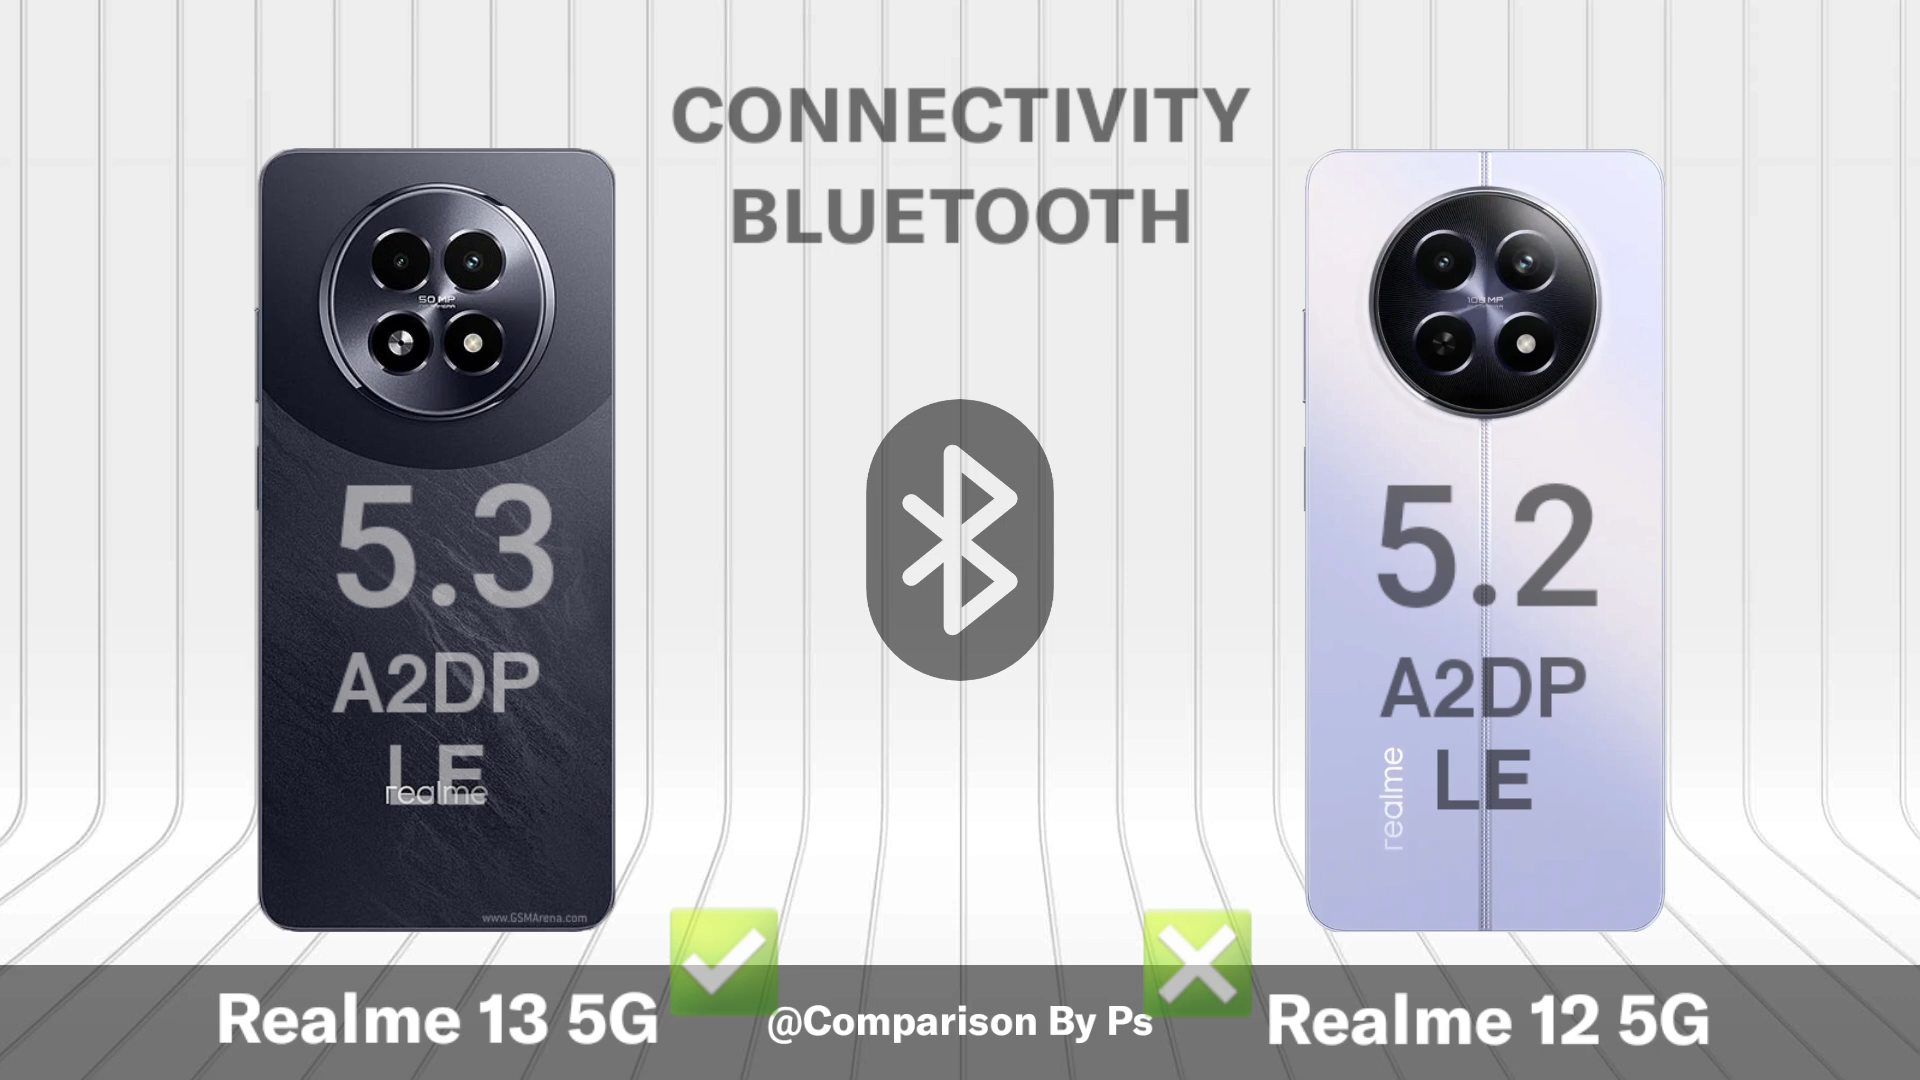 CONNECTIVITY
BLUETOOTH
50 MP
5.3
A2DP
LE
realme
www.GSMArena.com
108 MP
5.2
A2DP
LE
realme
Realme 13 5G
@Comparison By Ps
Realme 12 5G